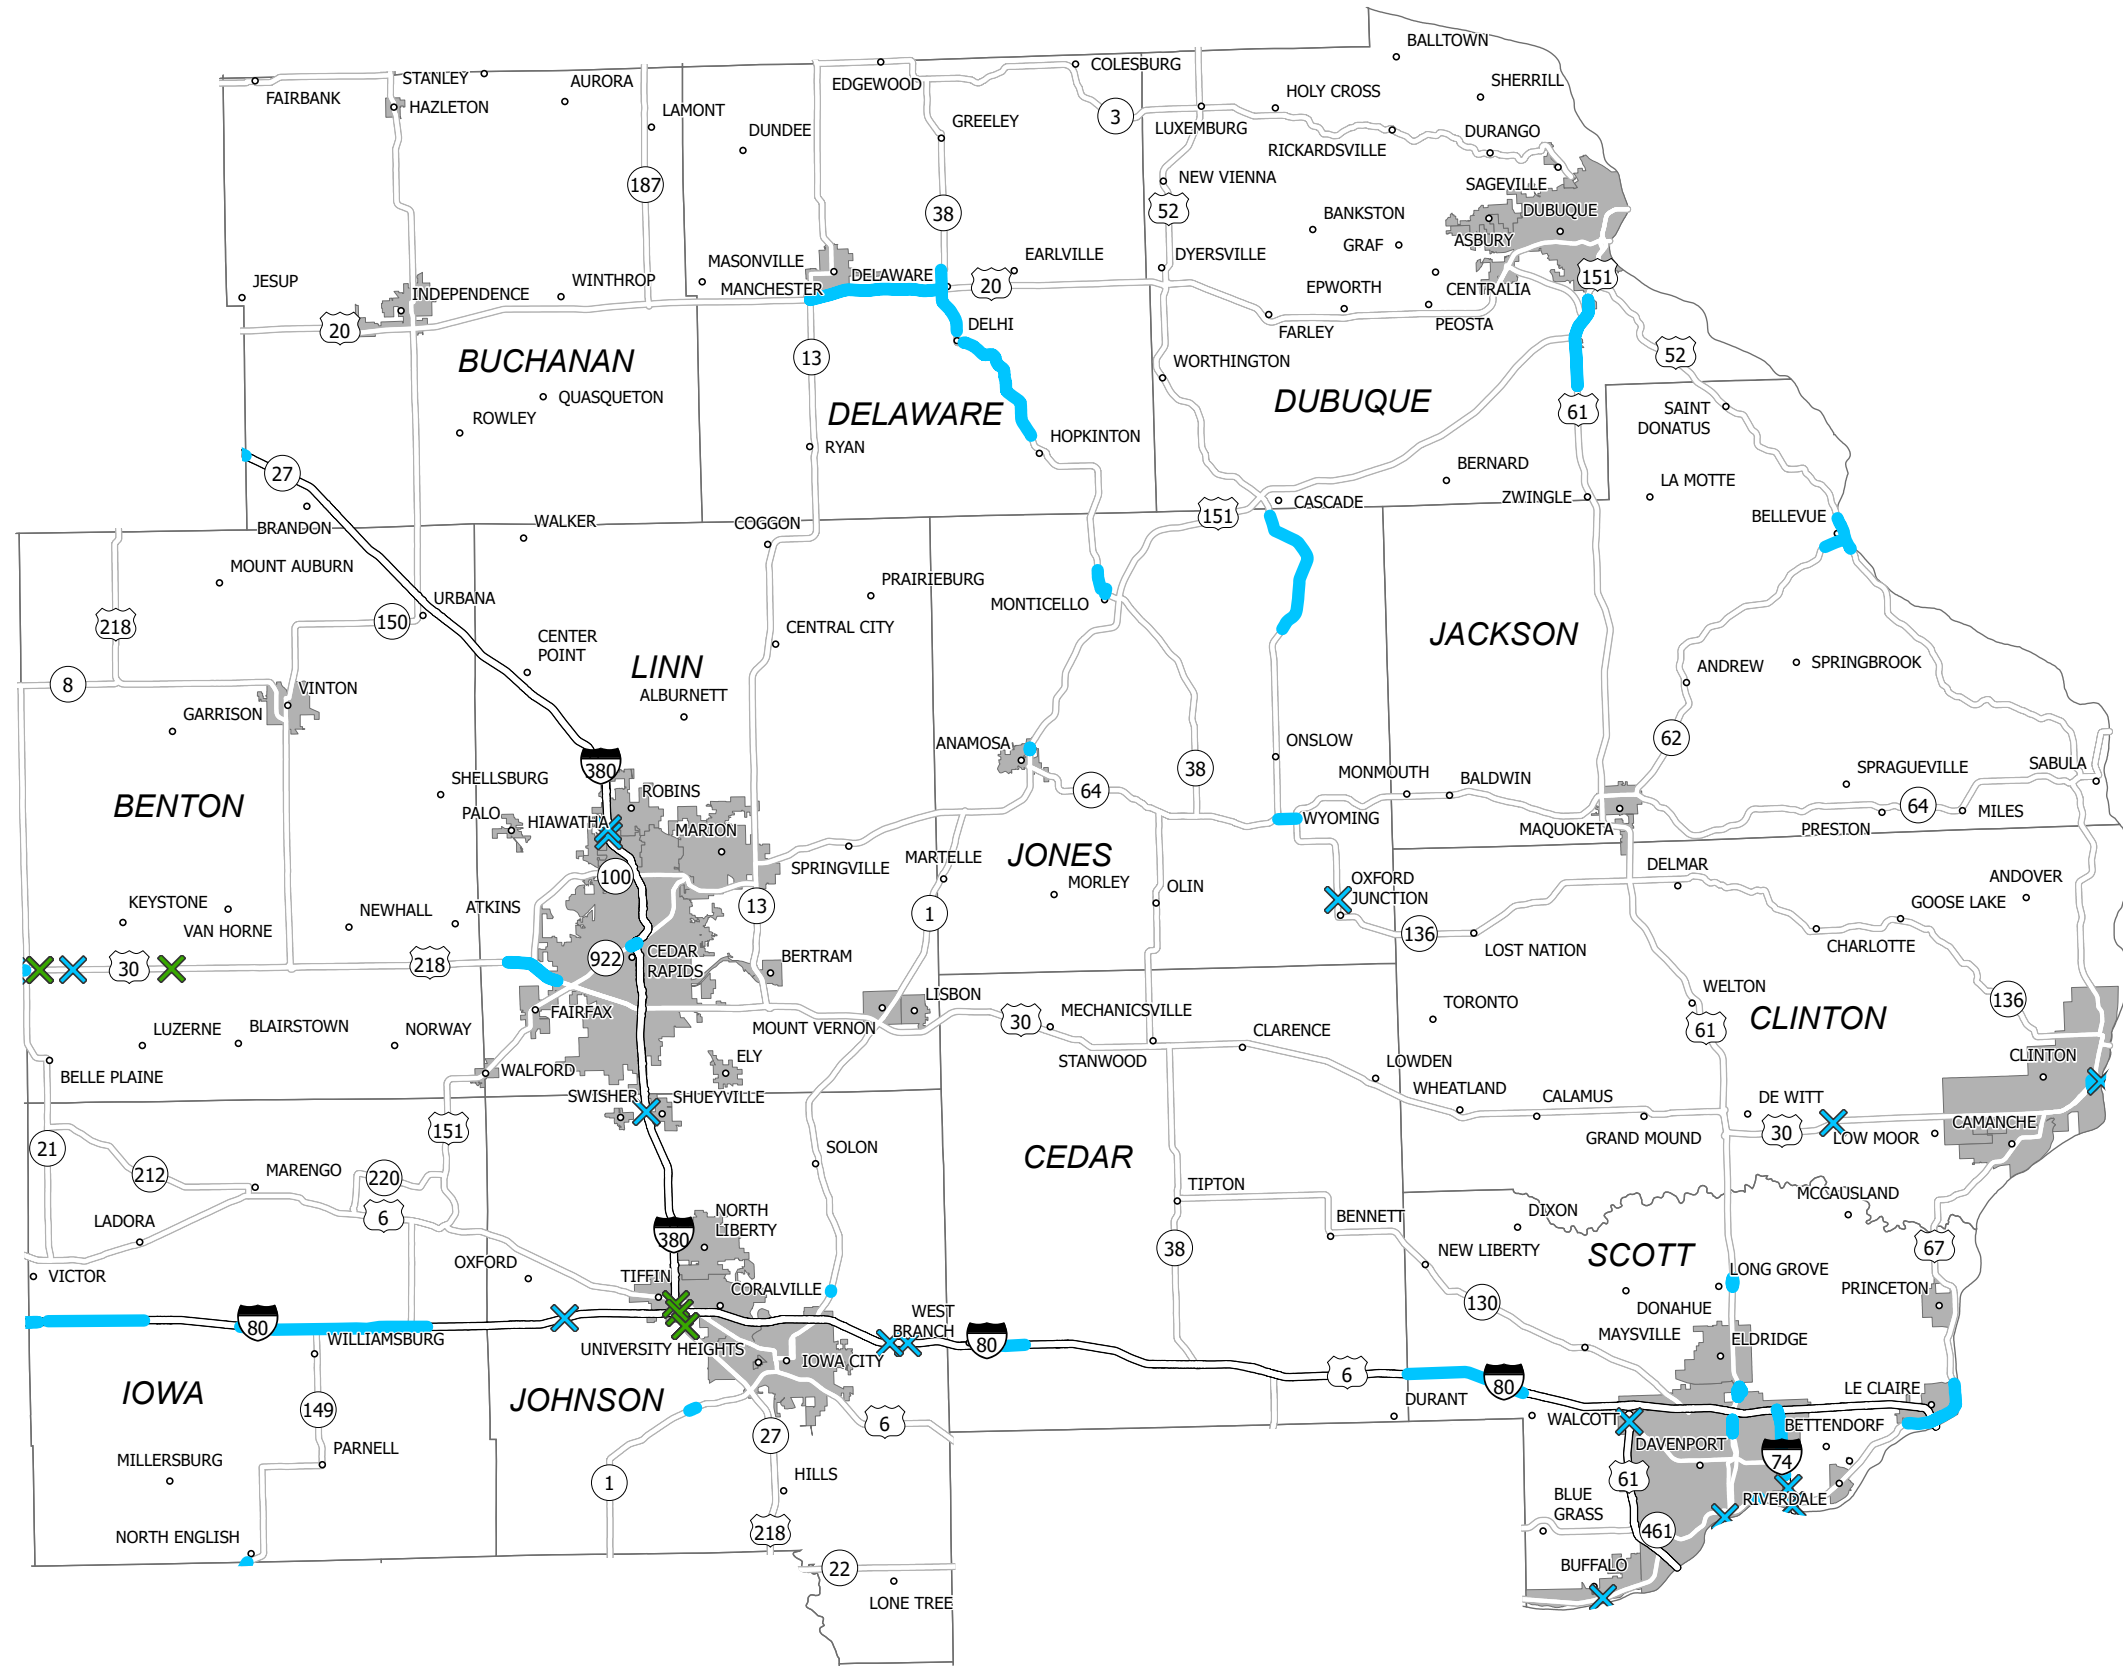 BALLTOWN
COLESBURG
STANLEY
AURORA
EDGEWOOD
SHERRILL
FAIRBANK
HAZLETON
LAMONT
HOLY CROSS
3
GREELEY
LUXEMBURG
DUNDEE
DURANGO
RICKARDSVILLE
187
NEW VIENNA
SAGEVILLE
38
52
BANKSTON
DUBUQUE
GRAF
ASBURY
MASONVILLE
DELAWARE
EARLVILLE
DYERSVILLE
151
JESUP
WINTHROP
INDEPENDENCE
MANCHESTER
20
EPWORTH
CENTRALIA
20
DELHI
FARLEY
PEOSTA
BUCHANAN
13
WORTHINGTON
52
QUASQUETON
DELAWARE
DUBUQUE
61
SAINT
DONATUS
ROWLEY
RYAN
HOPKINTON
27
BERNARD
LA MOTTE
ZWINGLE
CASCADE
BRANDON
WALKER
COGGON
151
BELLEVUE
MOUNT AUBURN
PRAIRIEBURG
URBANA
MONTICELLO
218
150
CENTER
POINT
CENTRAL CITY
JACKSON
LINN
ANDREW
SPRINGBROOK
8
VINTON
ALBURNETT
GARRISON
ANAMOSA
ONSLOW
62
380
38
MONMOUTH
BALDWIN
SPRAGUEVILLE
SABULA
SHELLSBURG
ROBINS
64
BENTON
PALO
HIAWATHA
MARION
WYOMING
64
MILES
MAQUOKETA
PRESTON
JONES
SPRINGVILLE
MARTELLE
DELMAR
100
MORLEY
OLIN
OXFORD
JUNCTION
ANDOVER
KEYSTONE
NEWHALL
ATKINS
13
1
GOOSE LAKE
VAN HORNE
136
LOST NATION
CHARLOTTE
30
218
922
CEDAR
RAPIDS
BERTRAM
LISBON
WELTON
136
FAIRFAX
MECHANICSVILLE
TORONTO
CLINTON
LUZERNE
BLAIRSTOWN
NORWAY
MOUNT VERNON
30
CLARENCE
61
STANWOOD
LOWDEN
CLINTON
BELLE PLAINE
WALFORD
ELY
WHEATLAND
CALAMUS
DE WITT
SWISHER
SHUEYVILLE
151
GRAND MOUND
30
LOW MOOR
CAMANCHE
21
SOLON
CEDAR
212
MARENGO
220
TIPTON
MCCAUSLAND
6
NORTH
LIBERTY
BENNETT
DIXON
LADORA
380
38
NEW LIBERTY
SCOTT
67
VICTOR
OXFORD
TIFFIN
CORALVILLE
LONG GROVE
PRINCETON
130
DONAHUE
80
WILLIAMSBURG
WEST
BRANCH
80
MAYSVILLE
ELDRIDGE
UNIVERSITY HEIGHTS
IOWA CITY
6
80
IOWA
JOHNSON
DURANT
LE CLAIRE
149
6
WALCOTT
BETTENDORF
27
DAVENPORT
PARNELL
MILLERSBURG
1
HILLS
61
74
BLUE
GRASS
RIVERDALE
NORTH ENGLISH
218
461
22
BUFFALO
LONE TREE